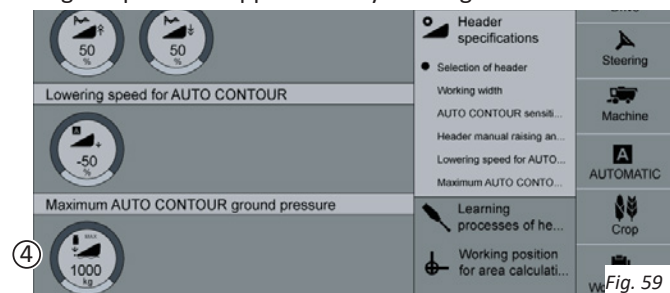 50
%
50
%
Lowering speed for AUTO CONTOUR
A
-50
%
Maximum AUTO CONTOUR ground pressure
④
MAX
1000
kg
Header
specifications
Selection of header
Working width
AUTO CONTOUR sensiti...
Header manual raising an...
Lowering speed for AUTO...
Maximum AUTO CONTO...
Learning
processes of he...
Working position
for area calculati...
Steering
Machine
A
AUTOMATIC
Crop
Fig. 59